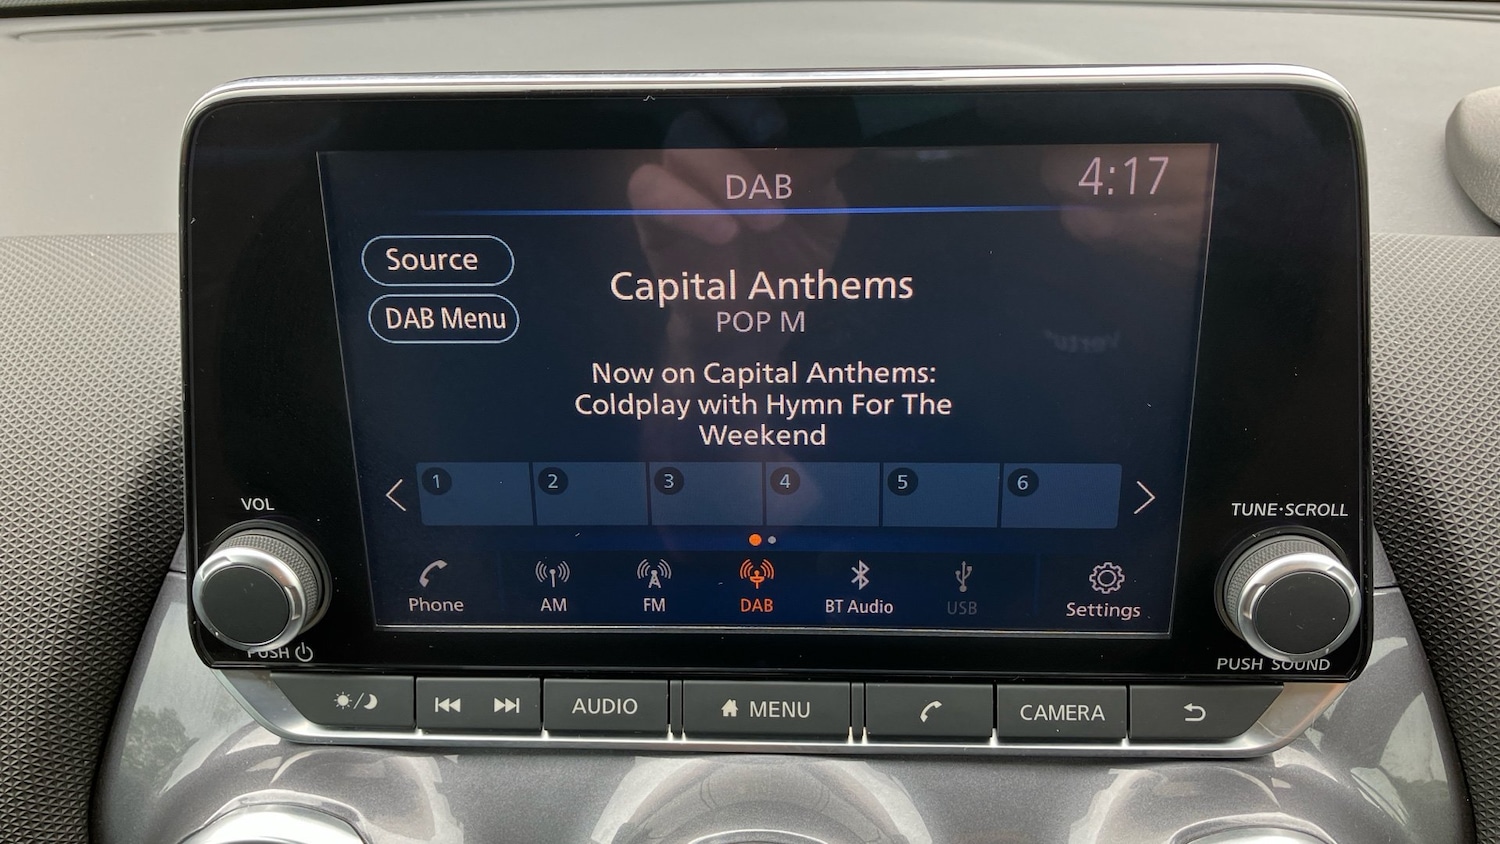 DAB
4:17
Source
DAB Menu
Capital Anthems
POP M
Now on Capital Anthems:
Coldplay with Hymn For The
Weekend
1 2 3 4 5 6
Phone AM FM DAB BT Audio USB Settings
VOL
PUSH
TUNE·SCROLL
PUSH SOUND
AUDIO MENU CAMERA